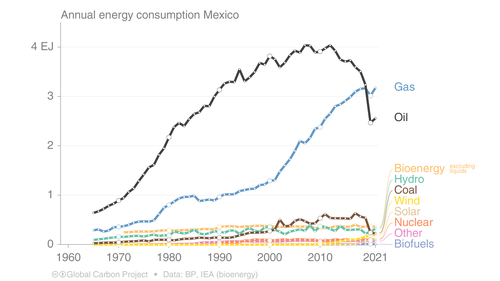 Annual energy consumption Mexico
4 EJ
3
2
1
0
1960
1970
1980
1990
2000
2010
2021
Gas
Oil
Bioenergy excluding liquids
Hydro
Coal
Wind
Solar
Nuclear
Other
Biofuels
Global Carbon Project • Data: BP, IEA (bioenergy)